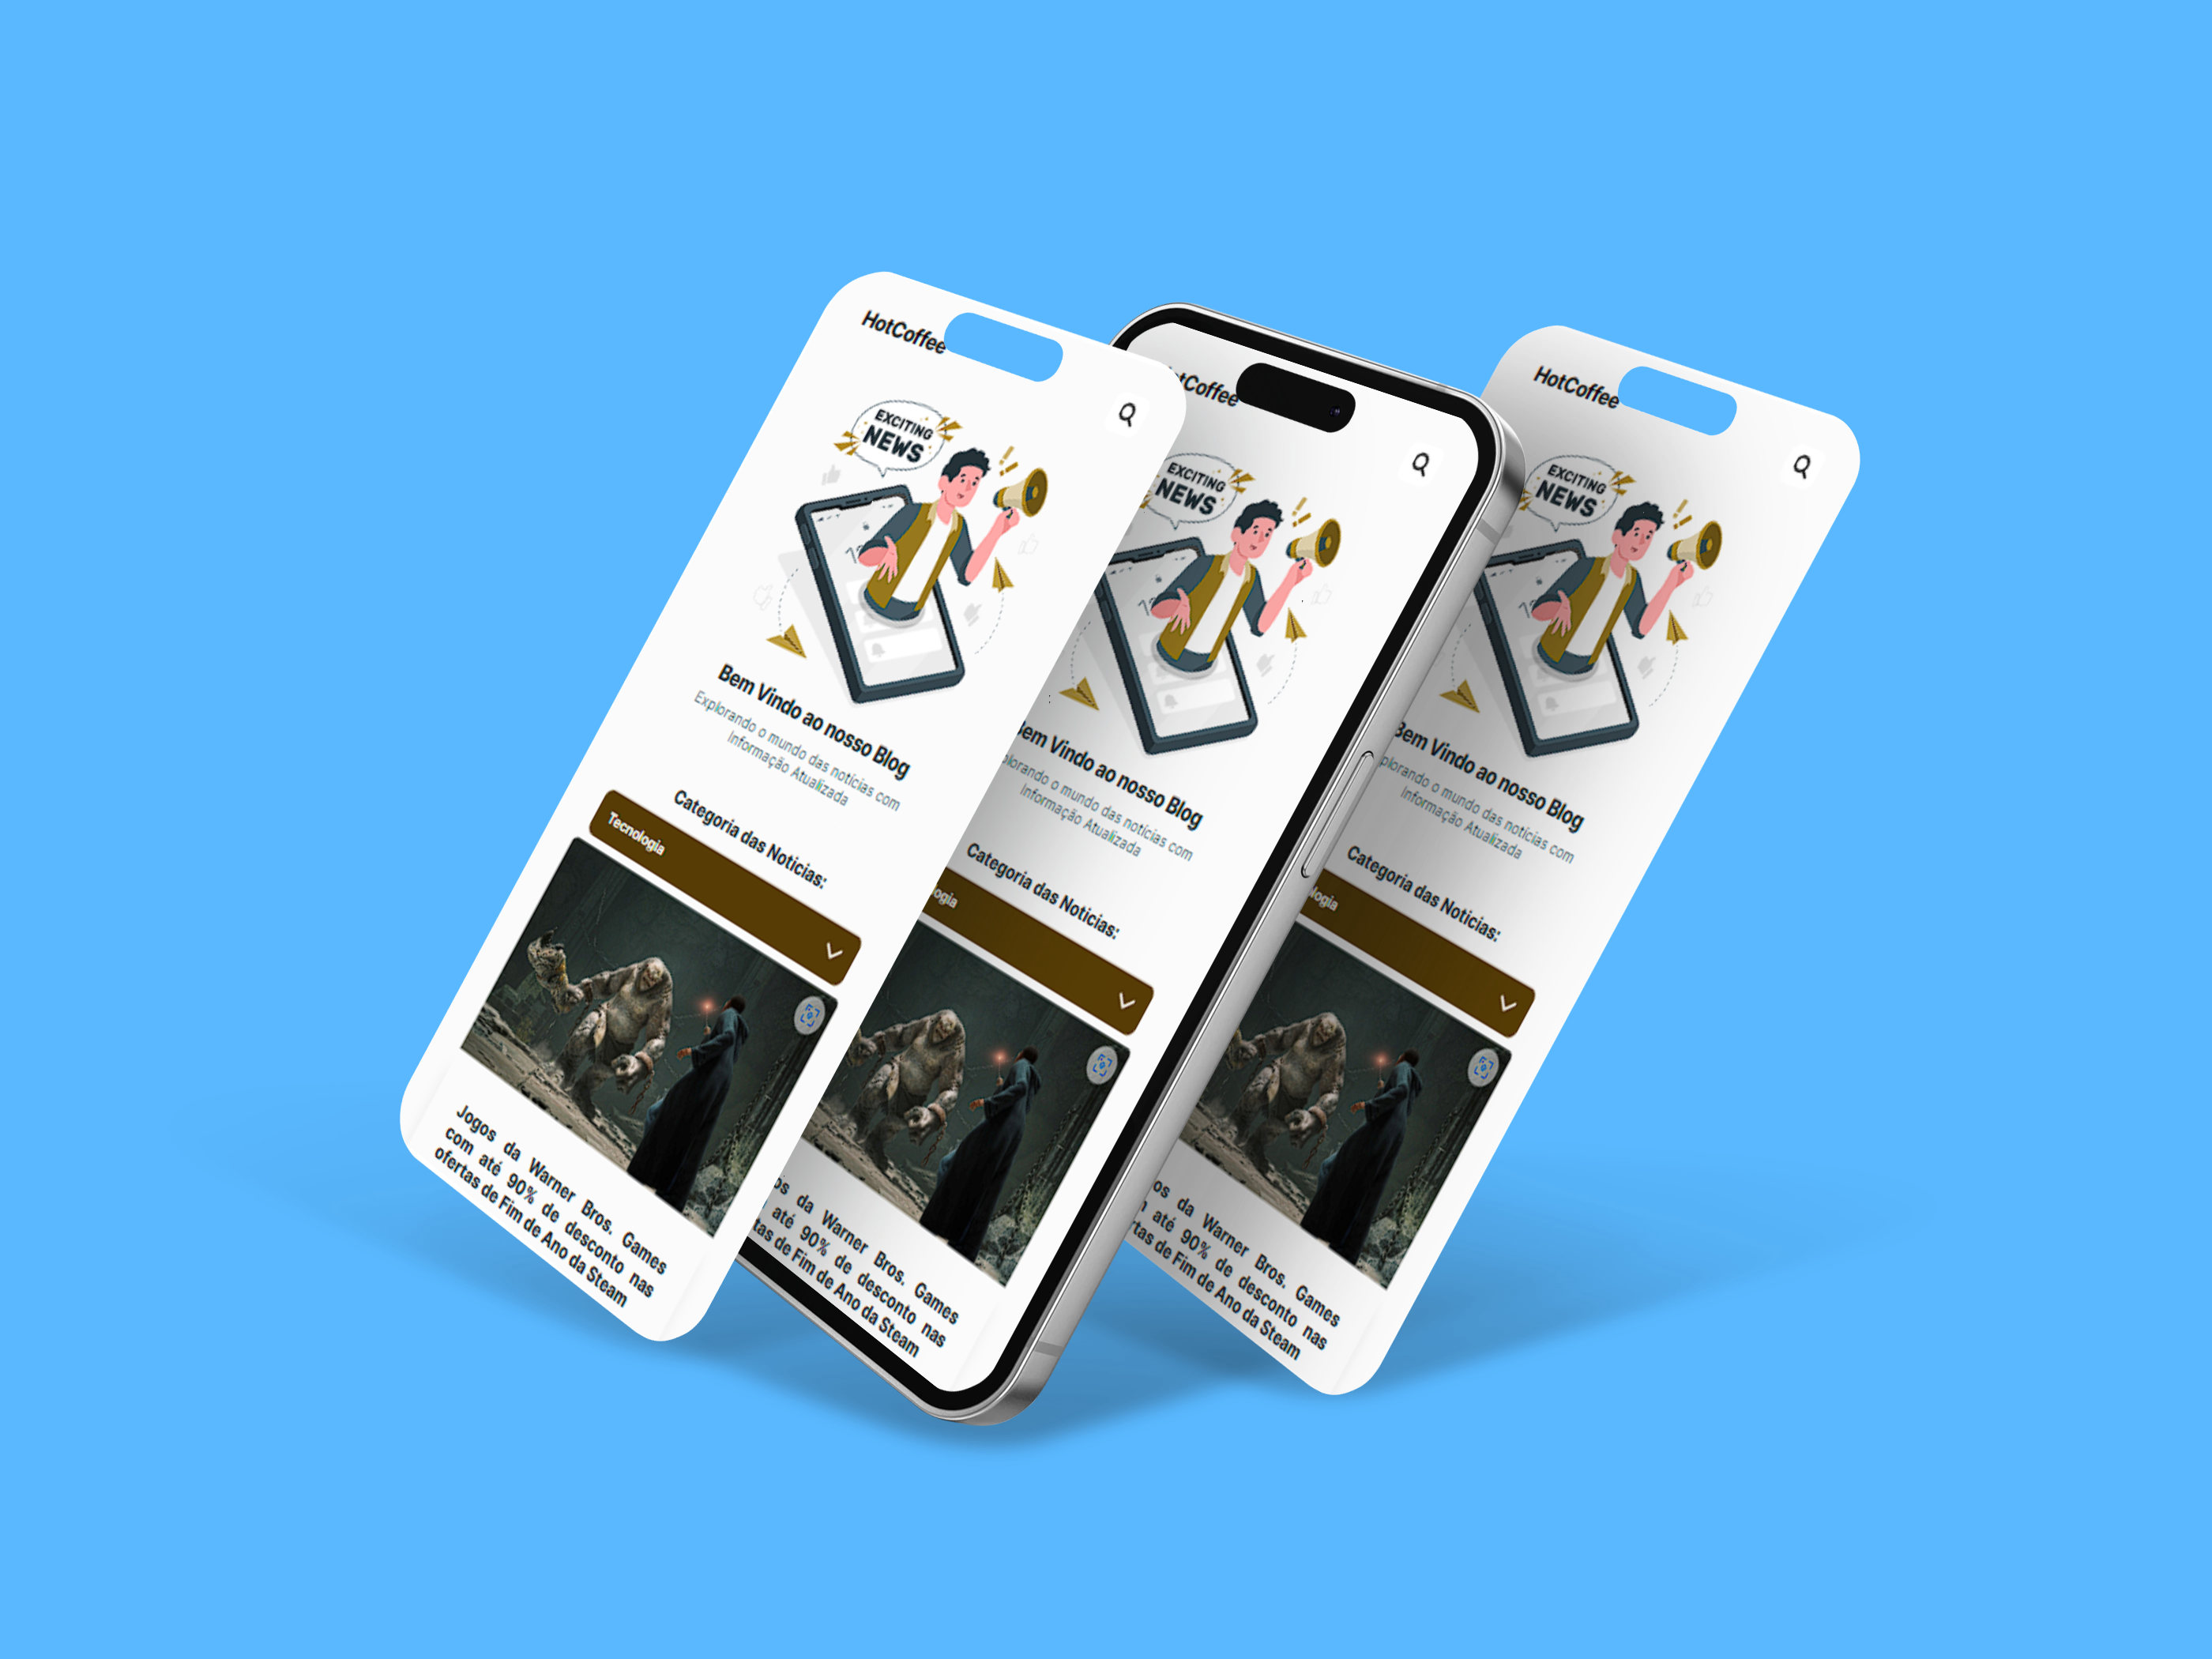 HotCoffee
EXCITING
NEWS
Bem Vindo ao nosso Blog
Explorando o mundo das notícias com
Informação Atualizada
Categoria das Noticias:
Tecnologia
Jogos da Warner Bros. Games
com até 90% de desconto nas
ofertas de Fim de Ano da Steam
HotCoffee
EXCITING
NEWS
Bem Vindo ao nosso Blog
plorando o mundo das notícias com
Informação Atualizada
Categoria das Noticias:
ogia
os da Warner Bros. Games
até 90% de desconto nas
tas de Fim de Ano da Steam
HotCoffee
EXCITING
NEWS
Bem Vindo ao nosso Blog
plorando o mundo das notícias com
Informação Atualizada
Categoria das Noticias:
logia
os da Warner Bros. Games
até 90% de desconto nas
rtas de Fim de Ano da Steam